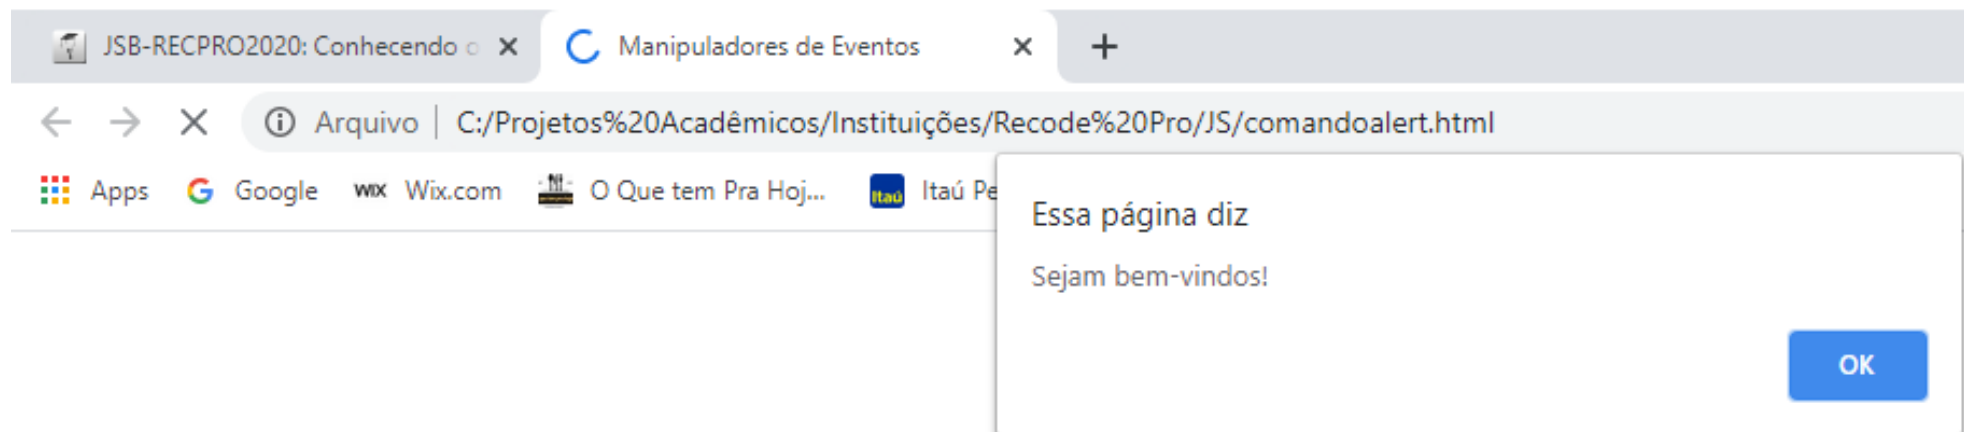 JSB-RECPRO2020: Conhecendo o
Manipuladores de Eventos
Arquivo | C:/Projetos%20Acadêmicos/Instituições/Recode%20Pro/JS/comandoalert.html
Apps G Google WIX Wix.com O Que tem Pra Hoj... Itaú Itaú Pe
Essa página diz
Sejam bem-vindos!
OK